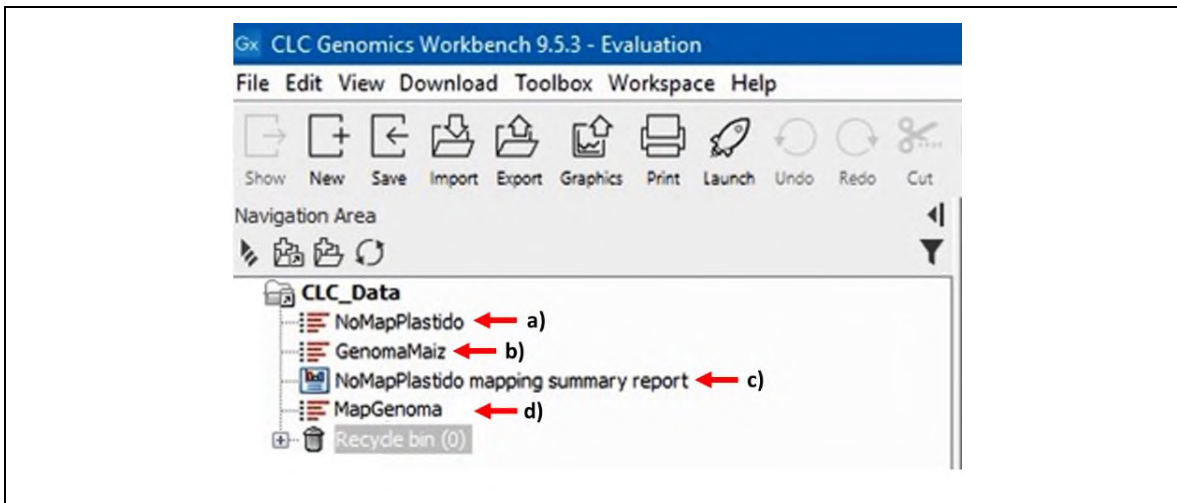 Gx CLC Genomics Workbench 9.5.3 - Evaluation
File Edit View Download Toolbox Workspace Help
Show New Save Import Export Graphics Print Launch Undo Redo Cut
Navigation Area
CLC_Data
NoMapPlastido a)
GenomaMaiz b)
NoMapPlastido mapping summary report c)
MapGenoma d)
Recycle bin (0)